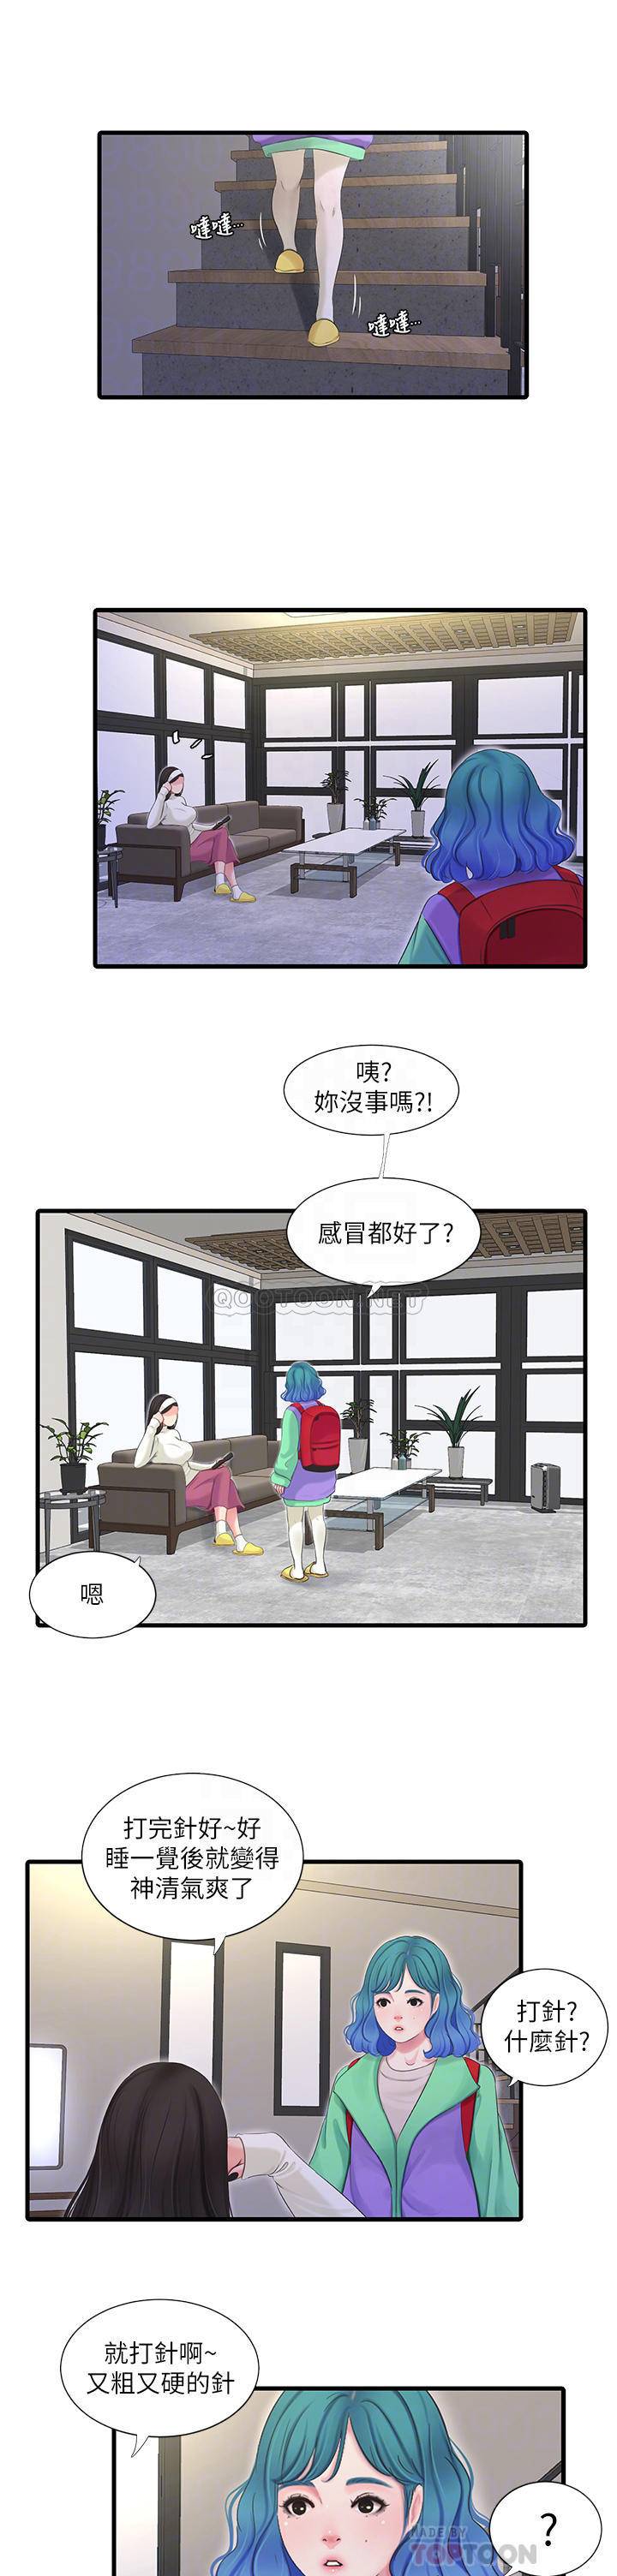 噠噠…
噠噠…
咦?
妳沒事嗎?!
感冒都好了?
QOOTOON.NET
嗯
打完針好~好
睡一覺後就變得
神清氣爽了
打針?
什麼針?
就打針啊~
又粗又硬的針
?
MADE BY
TOPTOON